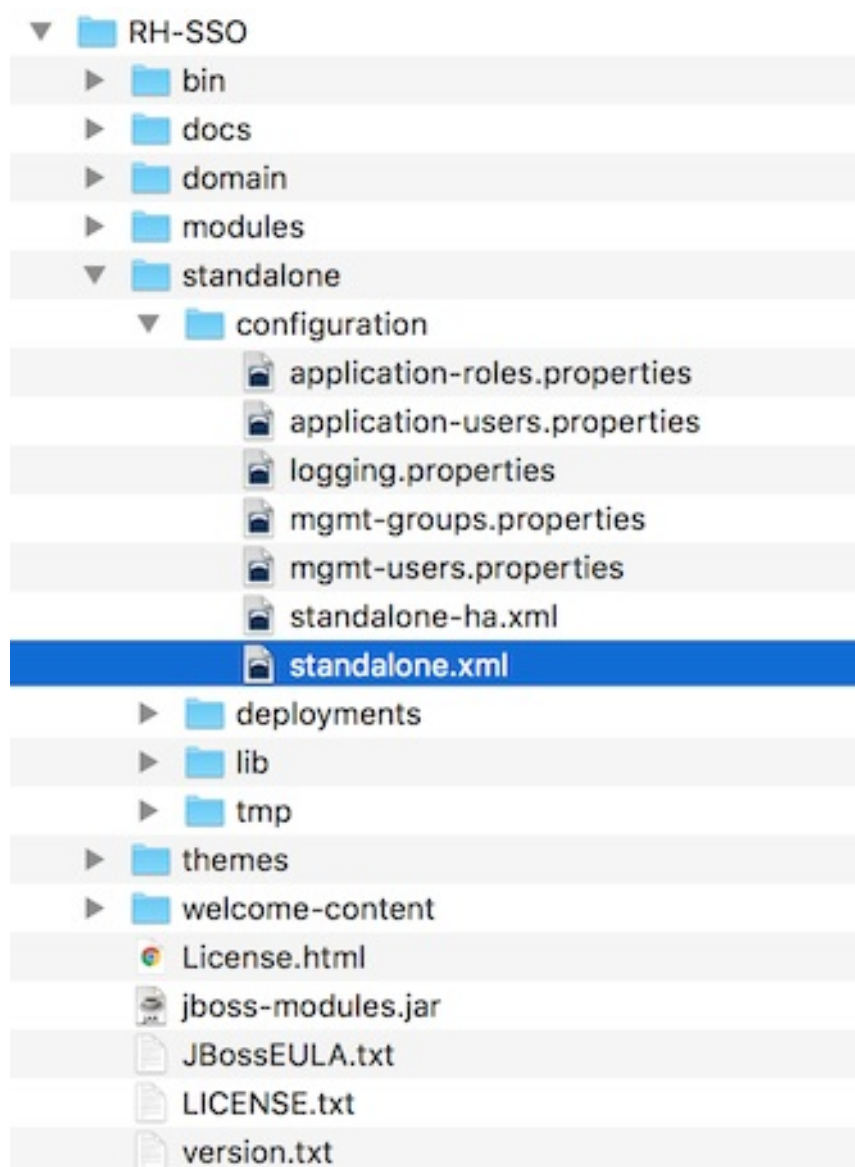 RH-SSO
bin
docs
domain
modules
standalone
configuration
application-roles.properties
application-users.properties
logging.properties
mgmt-groups.properties
mgmt-users.properties
standalone-ha.xml
standalone.xml
deployments
lib
tmp
themes
welcome-content
License.html
jboss-modules.jar
JBossEULA.txt
LICENSE.txt
version.txt